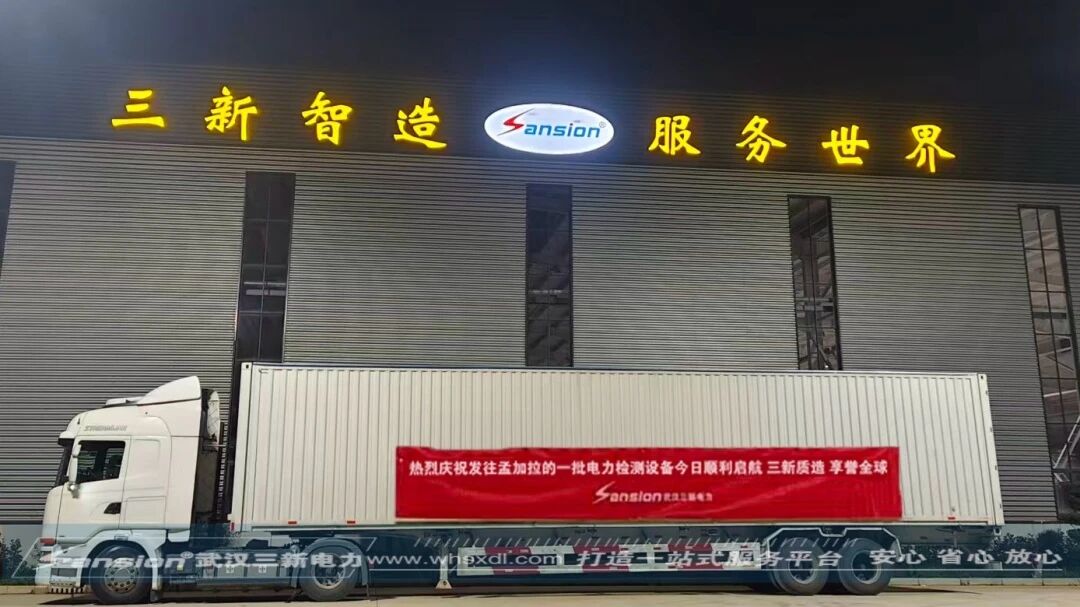 三新智造 Sansion® 服务世界
热烈庆祝发往孟加拉的一批电力检测设备今日顺利启航 三新质造 享誉全球
Sansion 武汉三新电力
Sansion® 武汉三新电力 www.whsxdl.com 打造一站式服务平台 安心 省心 放心